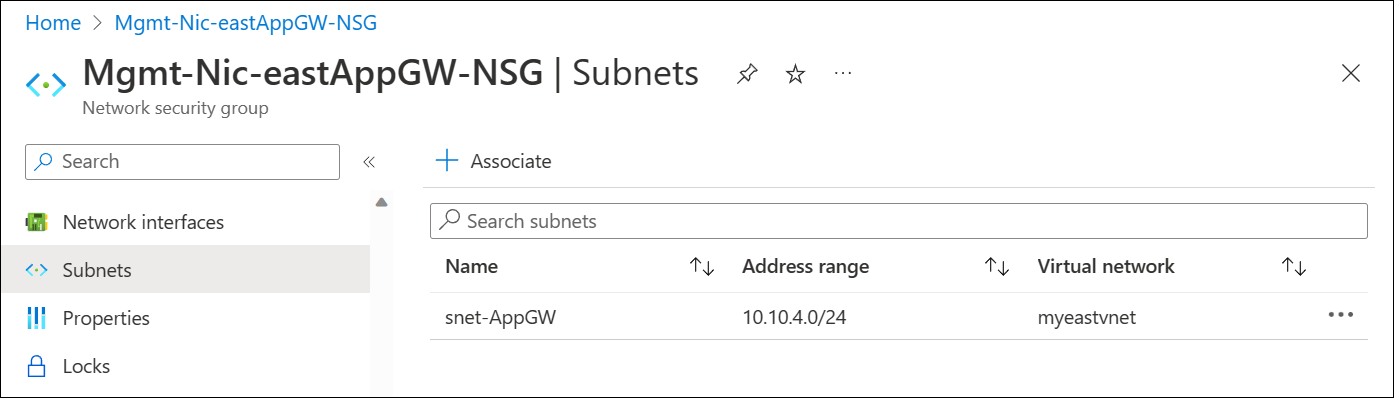 Home > Mgmt-Nic-eastAppGW-NSG
Mgmt-Nic-eastAppGW-NSG | Subnets
Network security group
Search
Associate
Network interfaces
Search subnets
Subnets
Name Address range Virtual network
Properties
snet-AppGW 10.10.4.0/24 myeastvnet
Locks